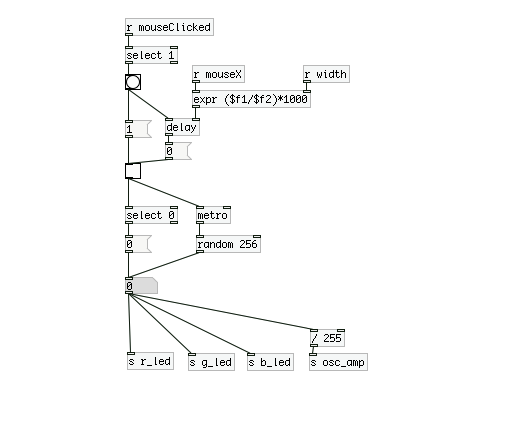 r mouseClicked
select 1
r mouseX
r width
expr ($f1/$f2)*1000
1
delay
0
select 0
metro
0
random 256
0
/ 255
s r_led
s g_led
s b_led
s osc_amp